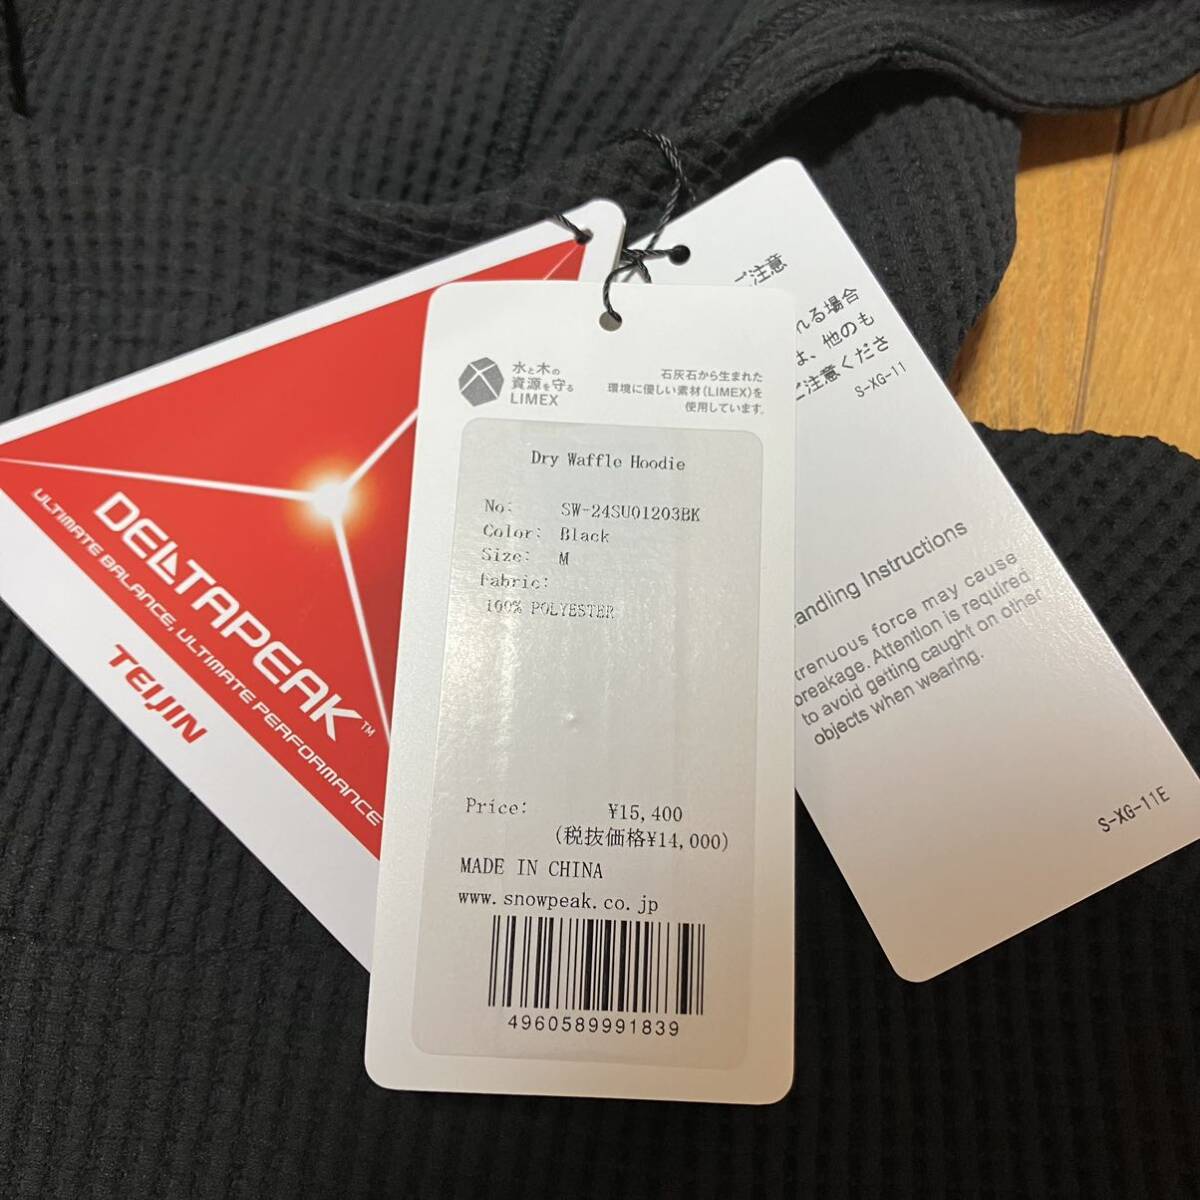 水と木の
資源を守る
LIMEX
石灰石から生まれた
環境に優しい素材(LIMEX)を
使用しています。
Dry Waffle Hoodie
No: SW-24SU01203BK
Color: Black
Size: M
Fabric:
100% POLYESTER
Price: ¥15,400
(税抜価格¥14,000)
MADE IN CHINA
www.snowpeak.co.jp
4960589991839
DELTAPEAK™
ULTIMATE BALANCE, ULTIMATE PERFORMANCE
TEIJIN
ご注意
れる場合
は、他のも
ご注意くださ
S-XG-11
andling Instructions
trenuous force may cause
breakage. Attention is required
to avoid getting caught on other
objects when wearing.
S-XG-11E